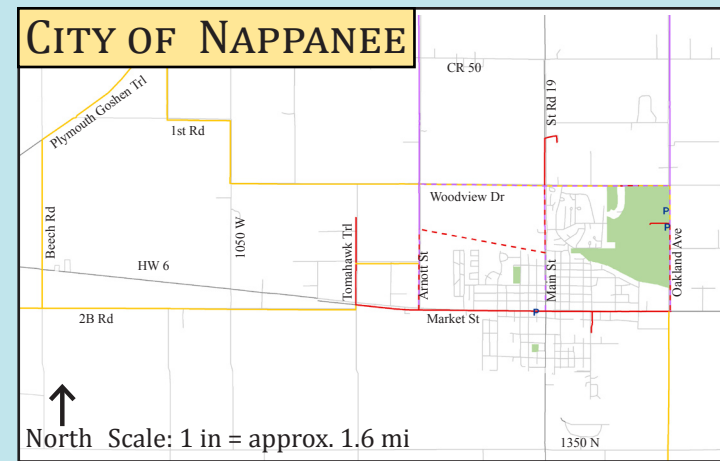 CITY OF NAPPANEE
CR 50
Plymouth Goshen Trl
St Rd 19
1st Rd
Woodview Dr
P
P
Beech Rd
1050 W
Tomahawk Trl
Arnott St
Main St
Oakland Ave
HW 6
2B Rd
Market St
P
North Scale: 1 in = approx. 1.6 mi
1350 N